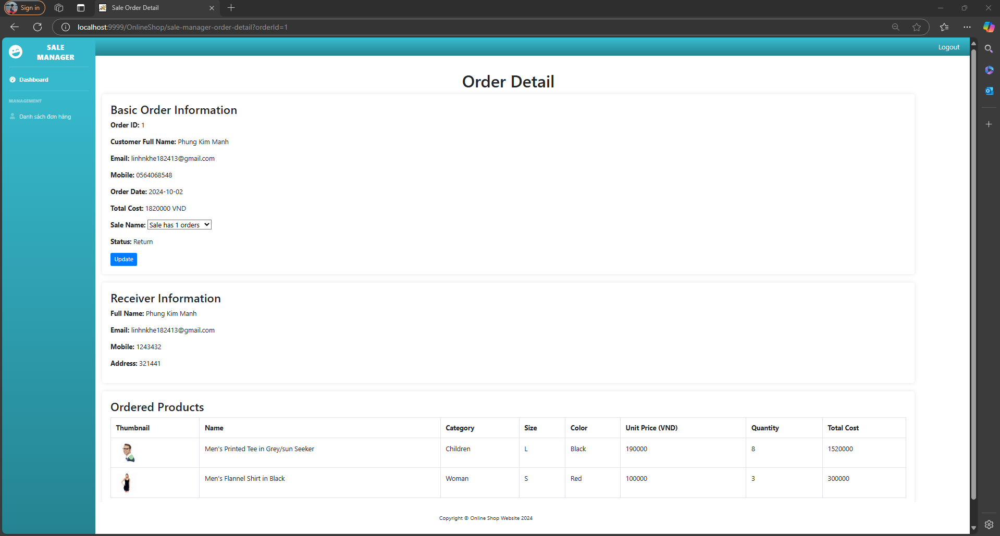 Sign in
Sale Order Detail
localhost:9999/OnlineShop/sale-manager-order-detail?orderId=1
SALE
MANAGER
Logout
Dashboard
MANAGEMENT
Danh sách đơn hàng
Order Detail
Basic Order Information
Order ID: 1
Customer Full Name: Phung Kim Manh
Email: linhnkhe182413@gmail.com
Mobile: 0564068548
Order Date: 2024-10-02
Total Cost: 1820000 VND
Sale Name: Sale has 1 orders
Status: Return
Update
Receiver Information
Full Name: Phung Kim Manh
Email: linhnkhe182413@gmail.com
Mobile: 1243432
Address: 321441
Ordered Products
Thumbnail Name Category Size Color Unit Price (VND) Quantity Total Cost
Men's Printed Tee in Grey/sun Seeker Children L Black 190000 8 1520000
Men's Flannel Shirt in Black Woman S Red 100000 3 300000
Copyright © Online Shop Website 2024